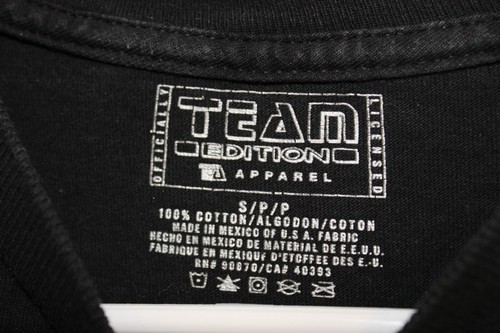 OFFICIALLY
TEAM
EDITION
APPAREL
LICENSED
S/P/P
100% COTTON/ALGODON/COTON
MADE IN MEXICO OF U.S.A. FABRIC
HECHO EN MEXICO DE MATERIAL DE E.E.U.U.
FABRIQUE EN MEXIQUE D'ETOFFEE DES E.-U.
RN# 90870/CA# 40393